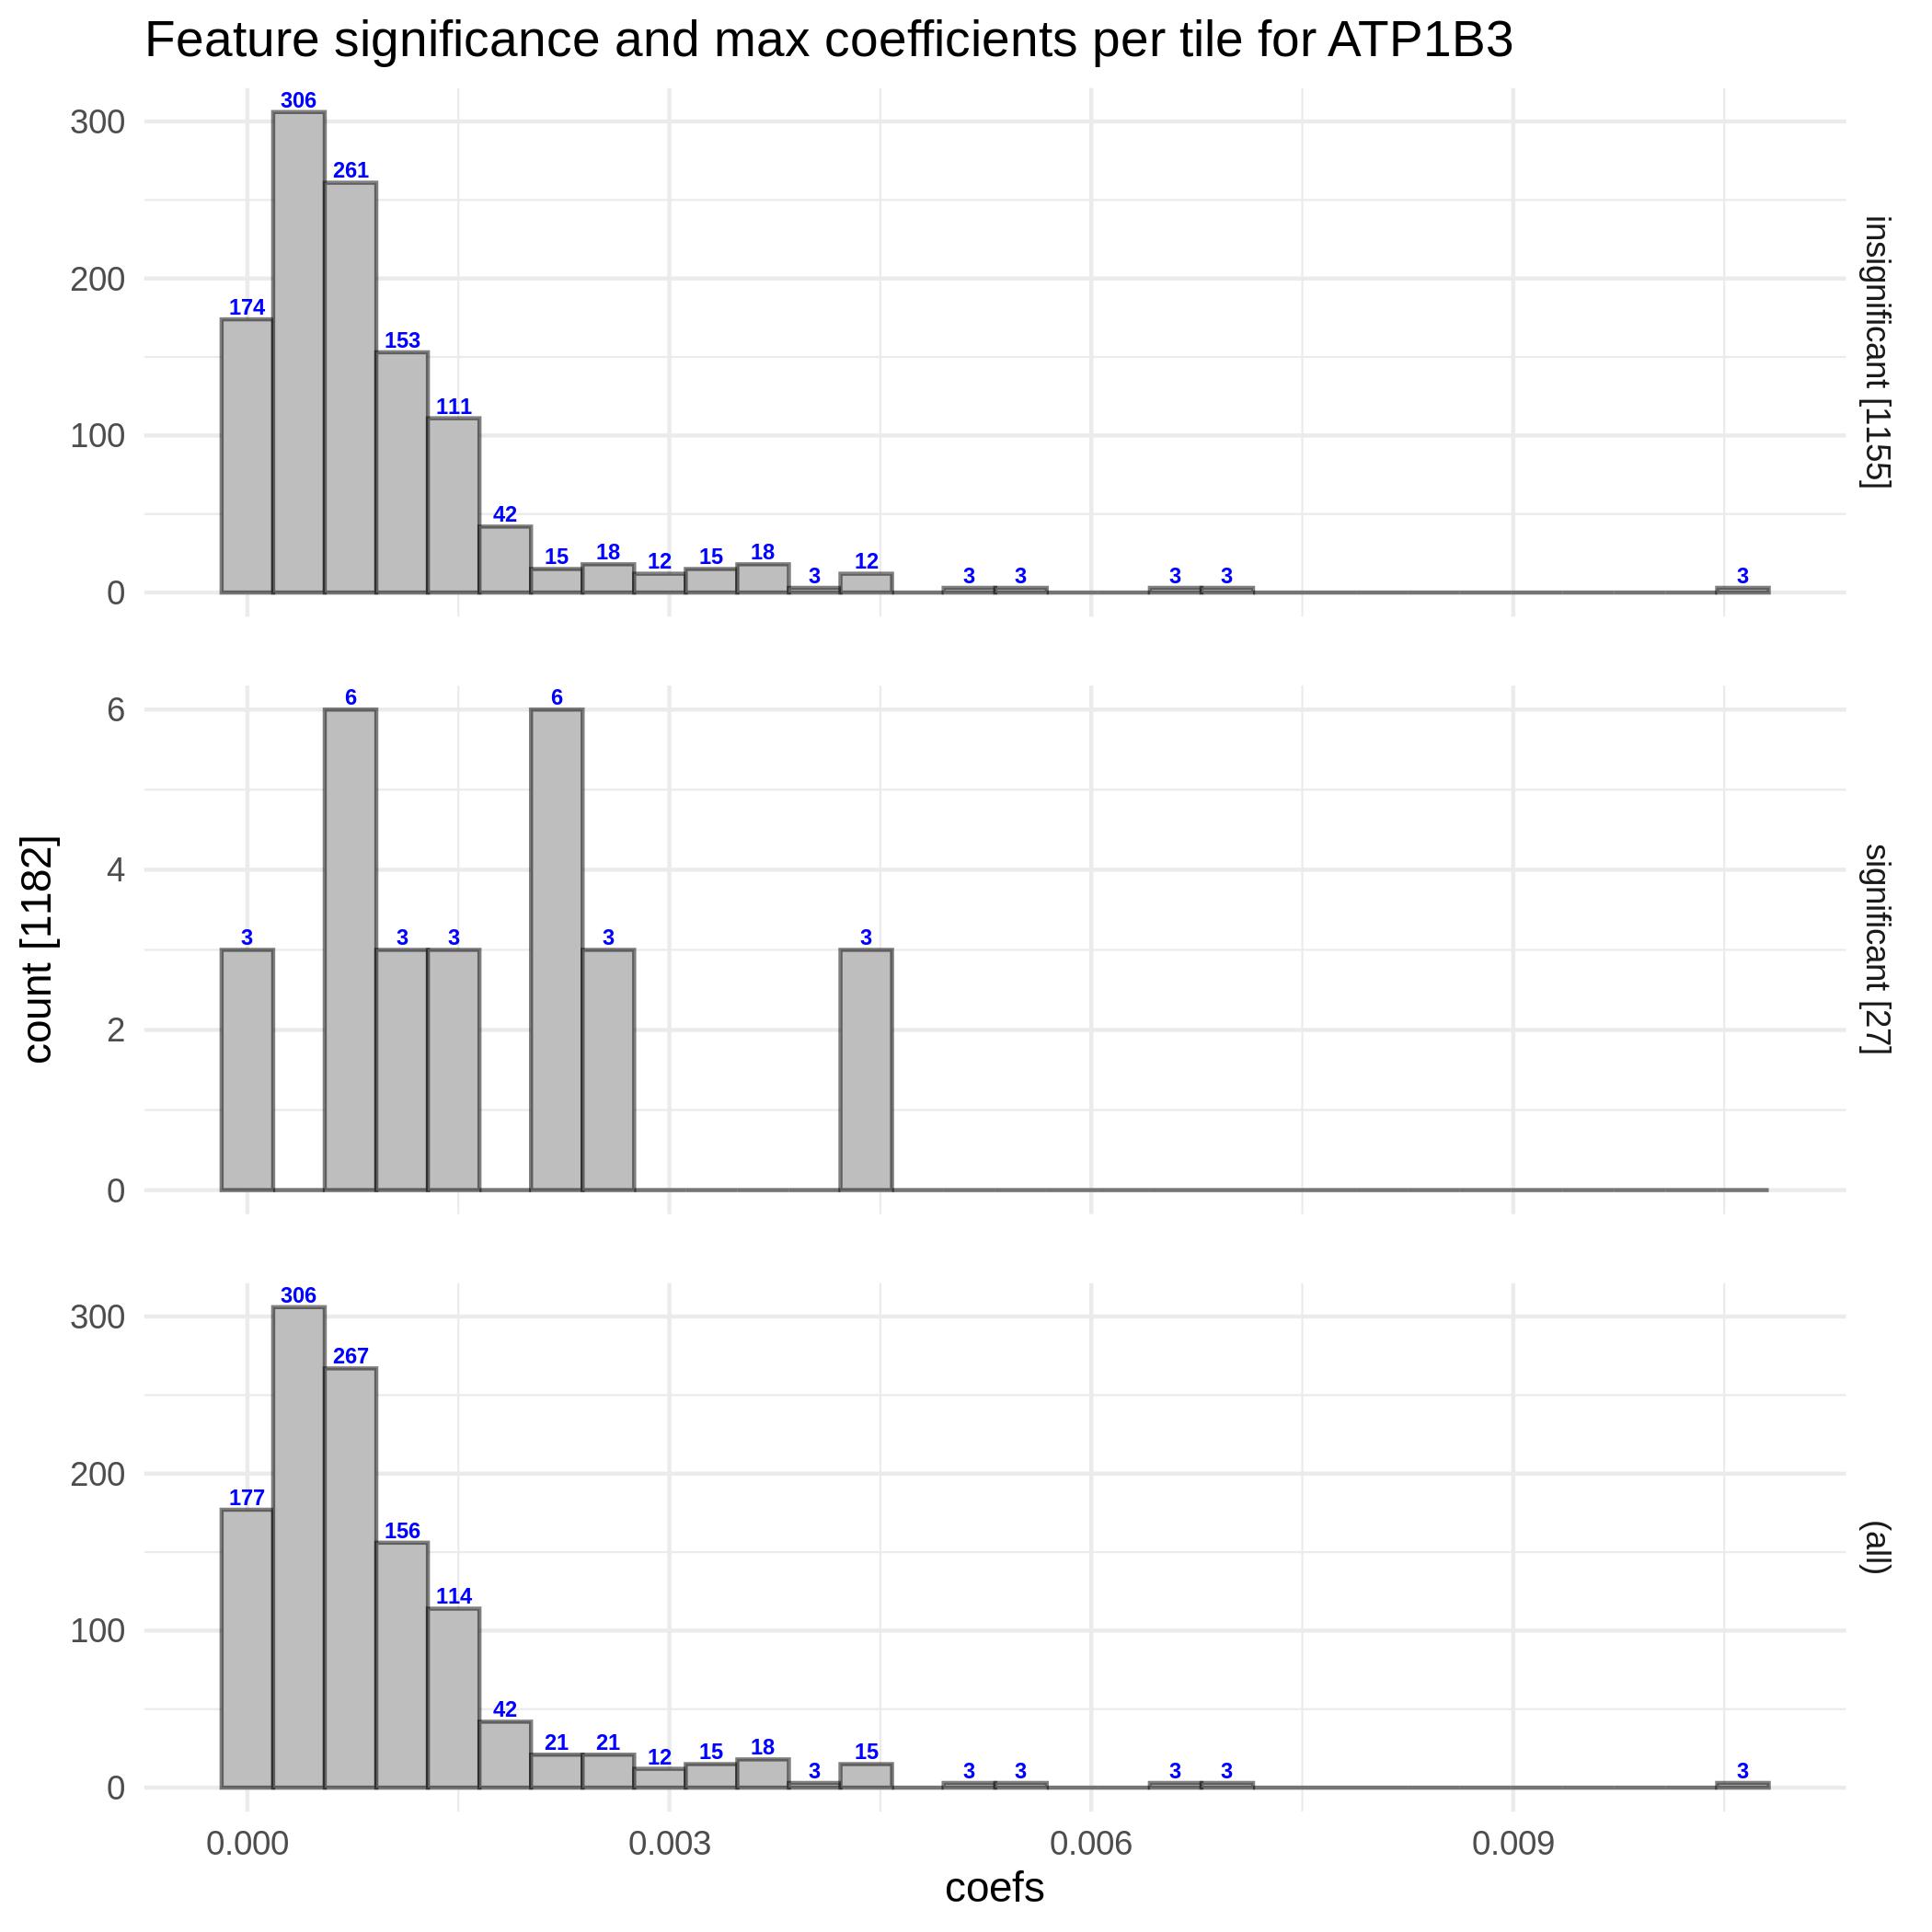 Feature significance and max coefficients per tile for ATP1B3
306
300
261
200
174
153
111
100
42
15 18 12 15 18 3 12 3 3 3 3 3
0
insignificant [1155]
6 6
6
4
3 3 3 3 3
2
0
significant [27]
count [1182]
306
300
267
200
177
156
114
100
42
21 21 12 15 18 3 15 3 3 3 3 3
0
(all)
0.000 0.003 0.006 0.009
coefs